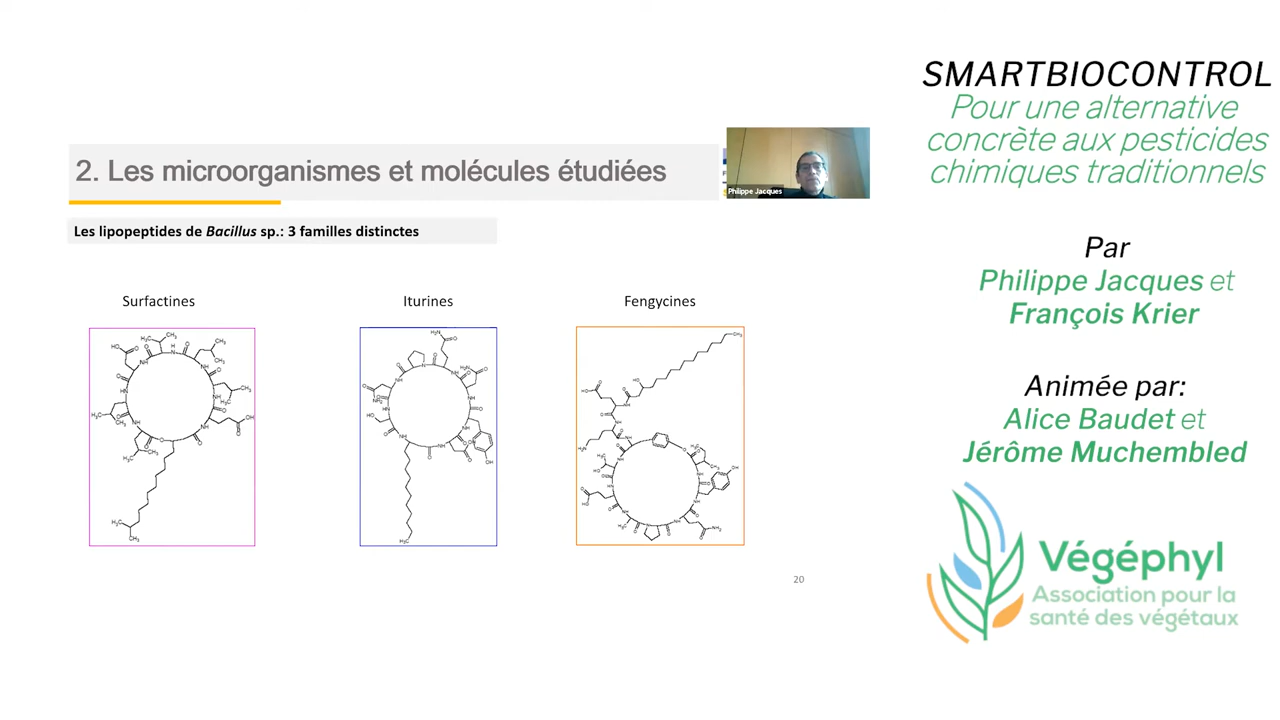 2. Les microorganismes et molécules étudiées
Philippe Jacques
Les lipopeptides de Bacillus sp.: 3 familles distinctes
Surfactines
Iturines
Fengycines
20
SMARTBIOCONTROL
Pour une alternative
concrète aux pesticides
chimiques traditionnels
Par
Philippe Jacques et
François Krier
Animée par:
Alice Baudet et
Jérôme Muchembled
Végéphyl
Association pour la
santé des végétaux